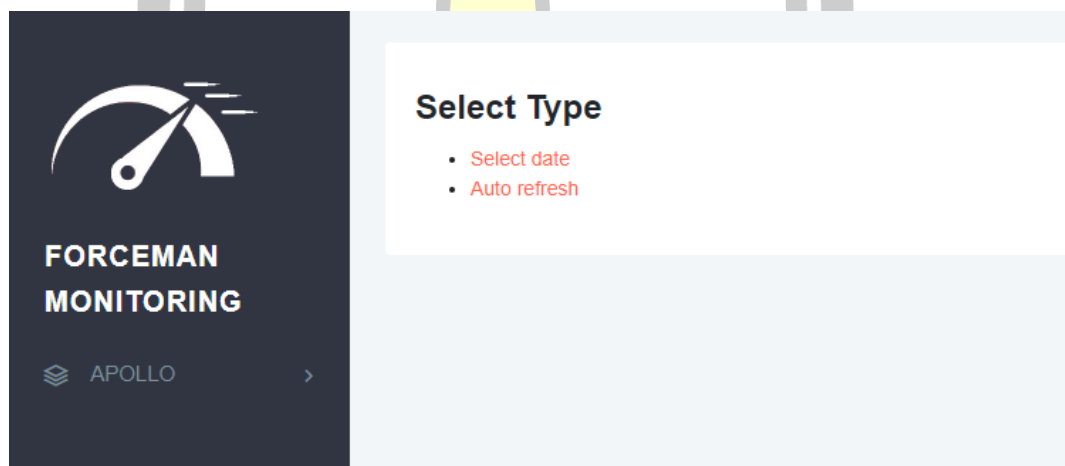 FORCEMAN
MONITORING
APOLLO
Select Type
Select date
Auto refresh